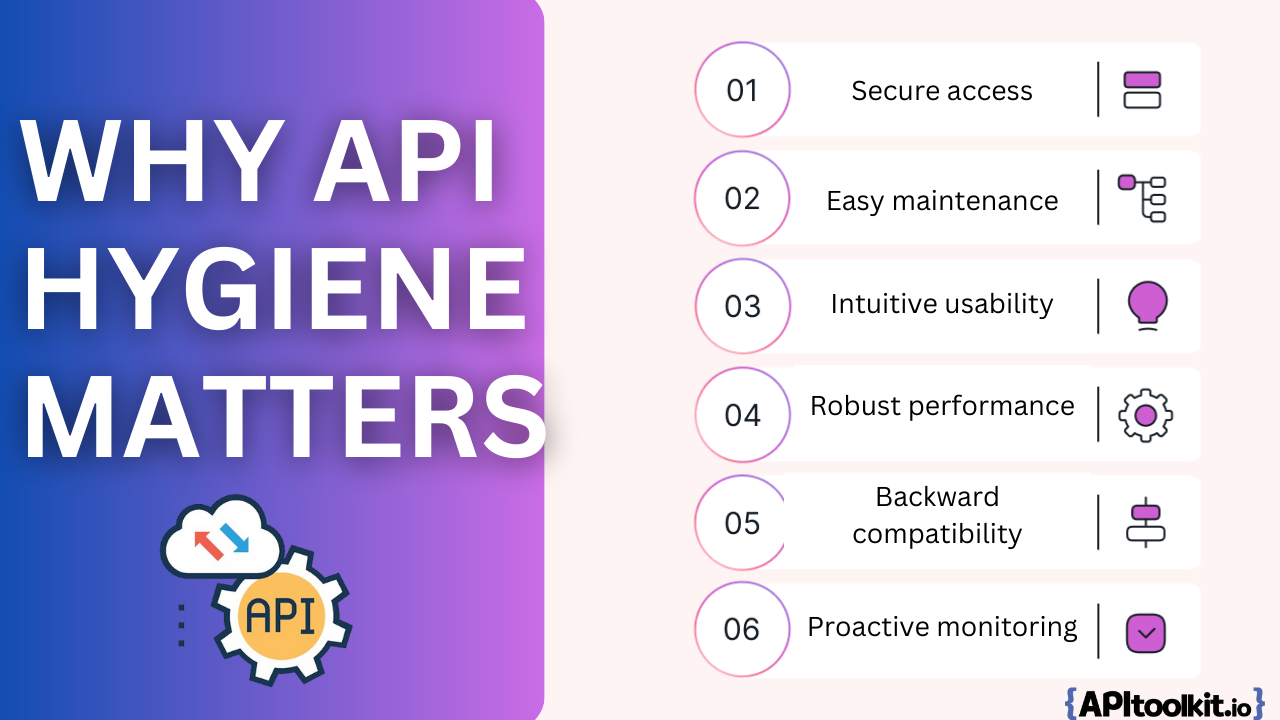 WHY API
HYGIENE
MATTERS
API
01
Secure access
02
Easy maintenance
03
Intuitive usability
04
Robust performance
05
Backward
compatibility
06
Proactive monitoring
{APItoolkit.io}